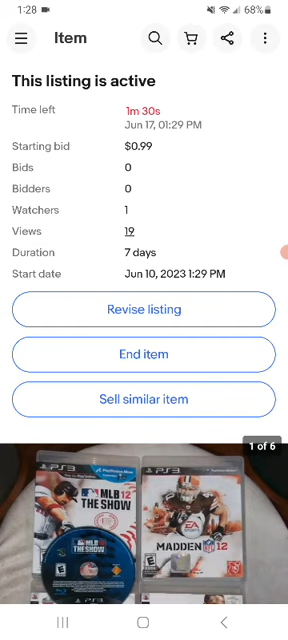 1:28 68%
Item
This listing is active
Time left 1m 30s
Jun 17, 01:29 PM
Starting bid $0.99
Bids 0
Bidders 0
Watchers 1
Views 19
Duration 7 days
Start date Jun 10, 2023 1:29 PM
Revise listing
End item
Sell similar item
1 of 6
PS3
PS3
MLB 12
THE SHOW
MLB 12
THE SHOW
EA
SPORTS
MADDEN NFL 12
E
E